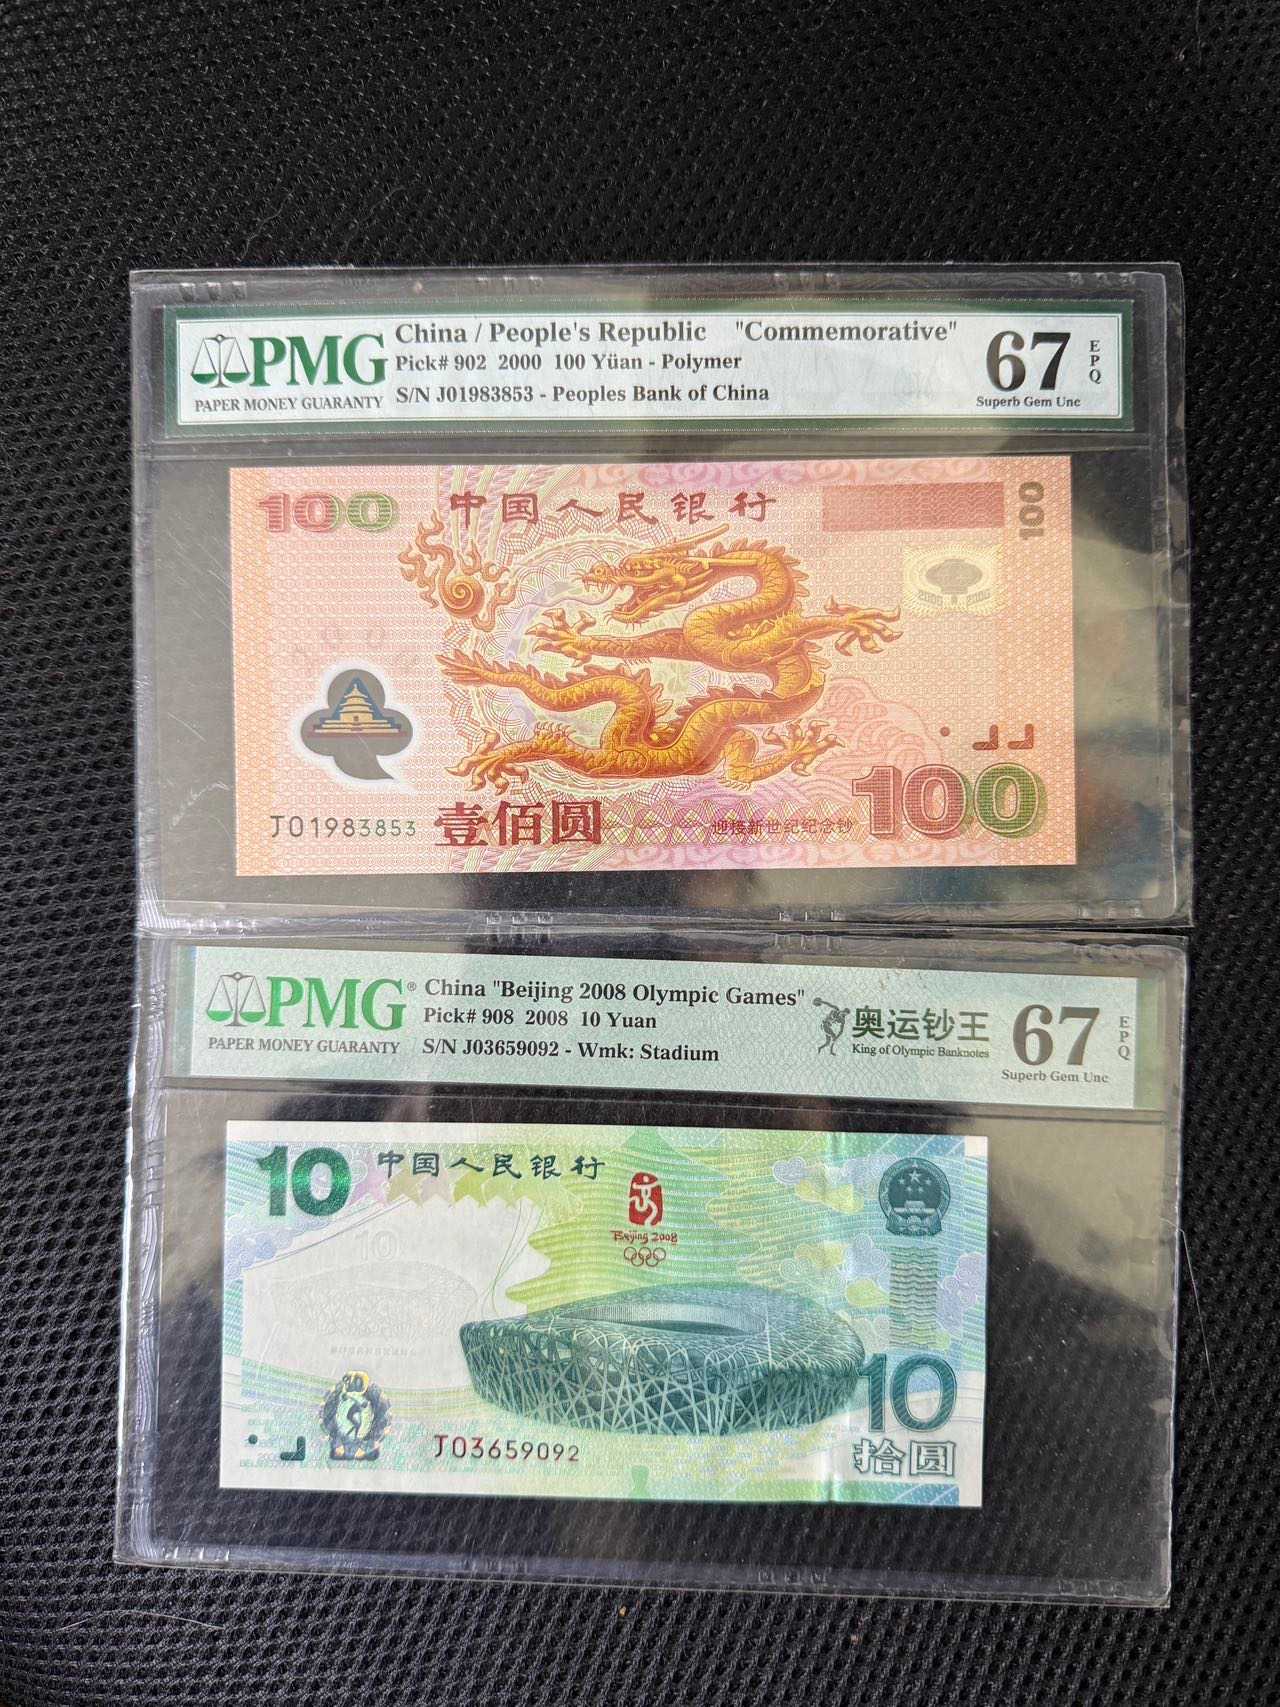 PMG
PAPER MONEY GUARANTY
China / People's Republic "Commemorative"
Pick# 902 2000 100 Yüan - Polymer
S/N J01983853 - Peoples Bank of China
67
EPQ
Superb Gem Unc
100
中国人民银行
100
2000 2000
J01983853
壹佰圆
迎接新世纪纪念钞
100
PMG®
PAPER MONEY GUARANTY
China "Beijing 2008 Olympic Games"
Pick# 908 2008 10 Yuan
S/N J03659092 - Wmk: Stadium
奥运钞王
King of Olympic Banknotes
67
EPQ
Superb Gem Unc
10
中国人民银行
Beijing 2008
10
10
J03659092
10
拾圆